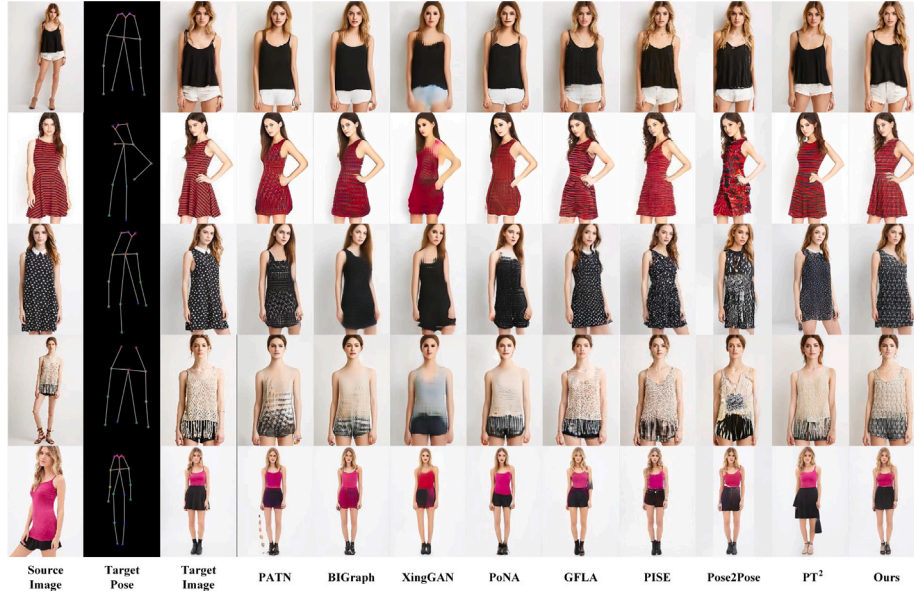 Source Image
Target Pose
Target Image
PATN
BIGraph
XingGAN
PoNA
GFLA
PISE
Pose2Pose
PT²
Ours